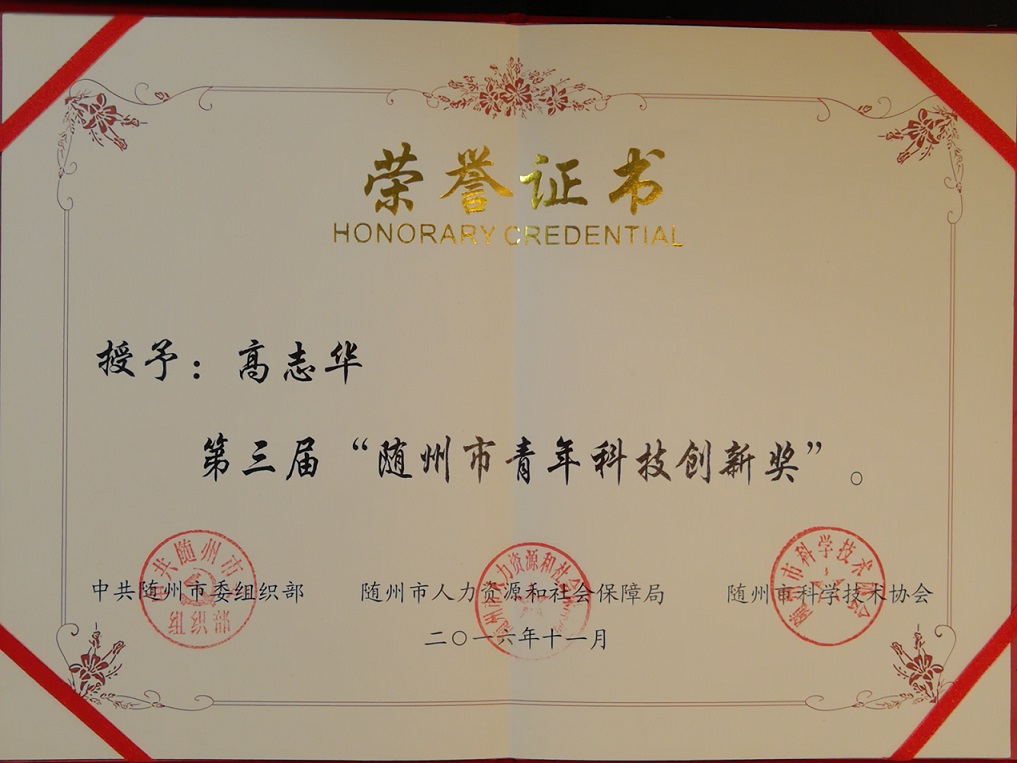 荣誉证书
HONORARY CREDENTIAL
授予：高志华
第三届“随州市青年科技创新奖”。
中共随州市委组织部 随州市人力资源和社会保障局 随州市科学技术协会
二〇一六年十一月